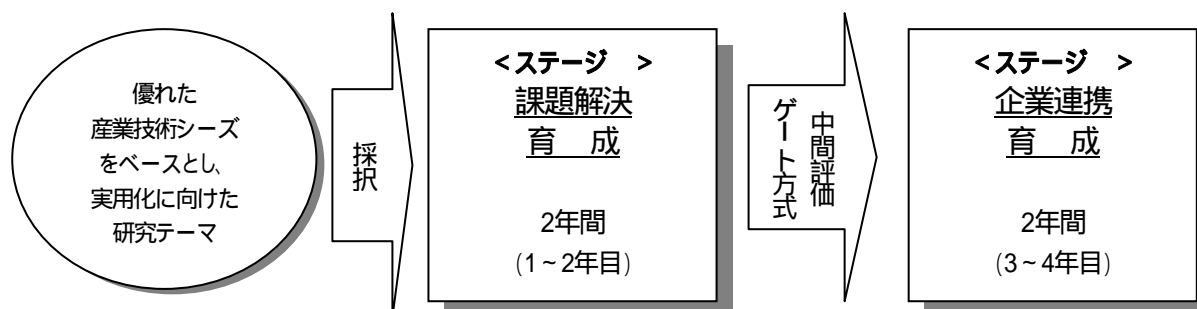 優れた
産業技術シーズ
をベースとし、
実用化に向けた
研究テーマ
採択
<ステージ　>
課題解決
育　成
2年間
(1~2年目)
中間評価
ゲート方式
<ステージ　>
企業連携
育　成
2年間
(3~4年目)